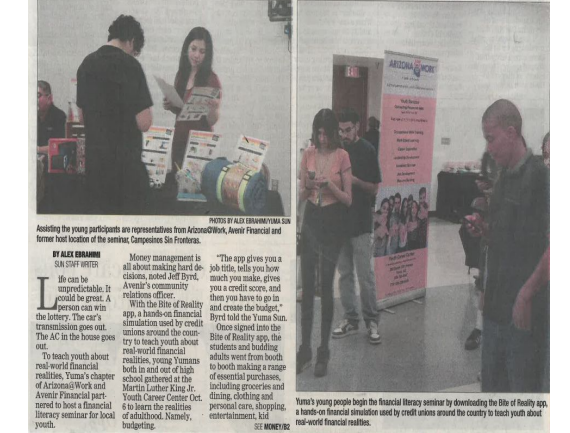 PHOTOS BY ALEX EBRAHIMI/YUMA SUN
Assisting the young participants are representatives from Arizona@Work, Avenir Financial and
former host location of the seminar, Campesinos Sin Fronteras.
BY ALEX EBRAHIMI
SUN STAFF WRITER
Life can be
unpredictable. It
could be great. A
person can win
the lottery. The car's
transmission goes out.
The AC in the house goes
out.
To teach youth about
real-world financial
realities, Yuma's chapter
of Arizona@Work and
Avenir Financial part-
nered to host a financial
literacy seminar for local
youth.
Money management is
all about making hard de-
cisions, noted Jeff Byrd,
Avenir's community
relations officer.
With the Bite of Reality
app, a hands-on financial
simulation used by credit
unions around the coun-
try to teach youth about
real-world financial
realities, young Yumans
both in and out of high
school gathered at the
Martin Luther King Jr.
Youth Career Center Oct.
6 to learn the realities
of adulthood. Namely,
budgeting.
"The app gives you a
job title, tells you how
much you make, gives
you a credit score, and
then you have to go in
and create the budget,"
Byrd told the Yuma Sun.
Once signed into the
Bite of Reality app, the
students and budding
adults went from booth
to booth making a range
of essential purchases,
including groceries and
dining, clothing and
personal care, shopping,
entertainment, kid
SEE MONEY/B2
EXIT
ARIZONA@WORK
Yuma's young people begin the financial literacy seminar by downloading the Bite of Reality app,
a hands-on financial simulation used by credit unions around the country to teach youth about
real-world financial realities.